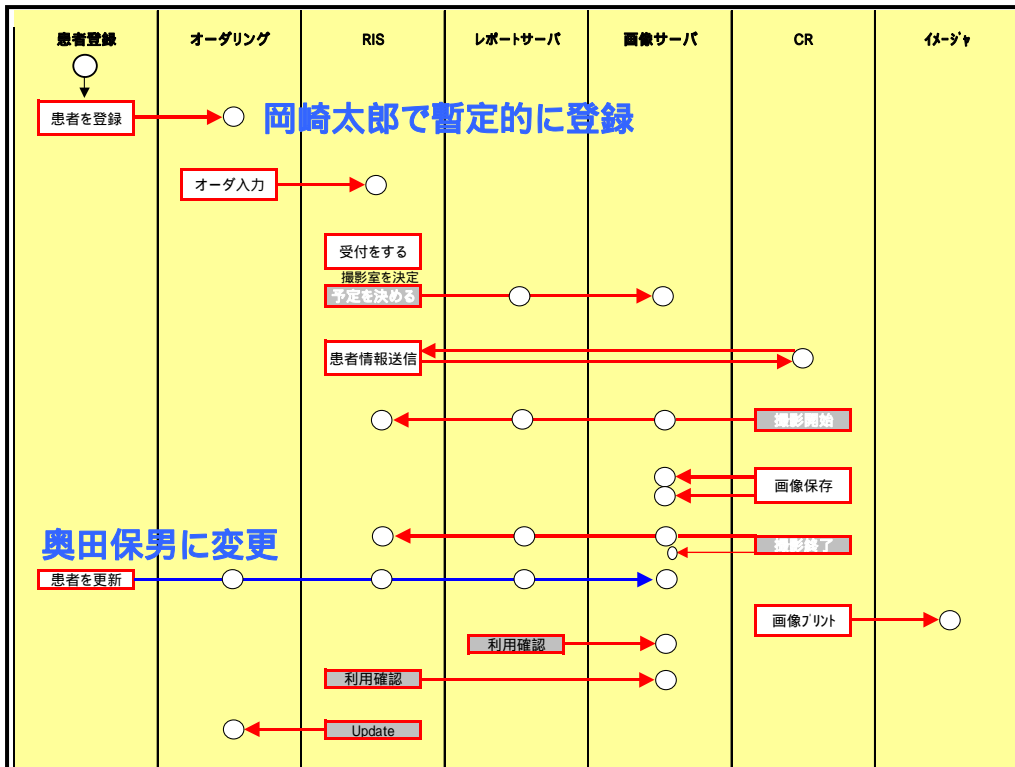 患者登録 オーダリング RIS レポートサーバ 画像サーバ CR ｲﾒｰｼﾞｬ
患者を登録 岡崎太郎で暫定的に登録
オーダ入力
受付をする
撮影室を決定
予定を決める
患者情報送信
撮影開始
画像保存
撮影終了
奥田保男に変更
患者を更新
画像ﾌﾟﾘﾝﾄ
利用確認
利用確認
Update